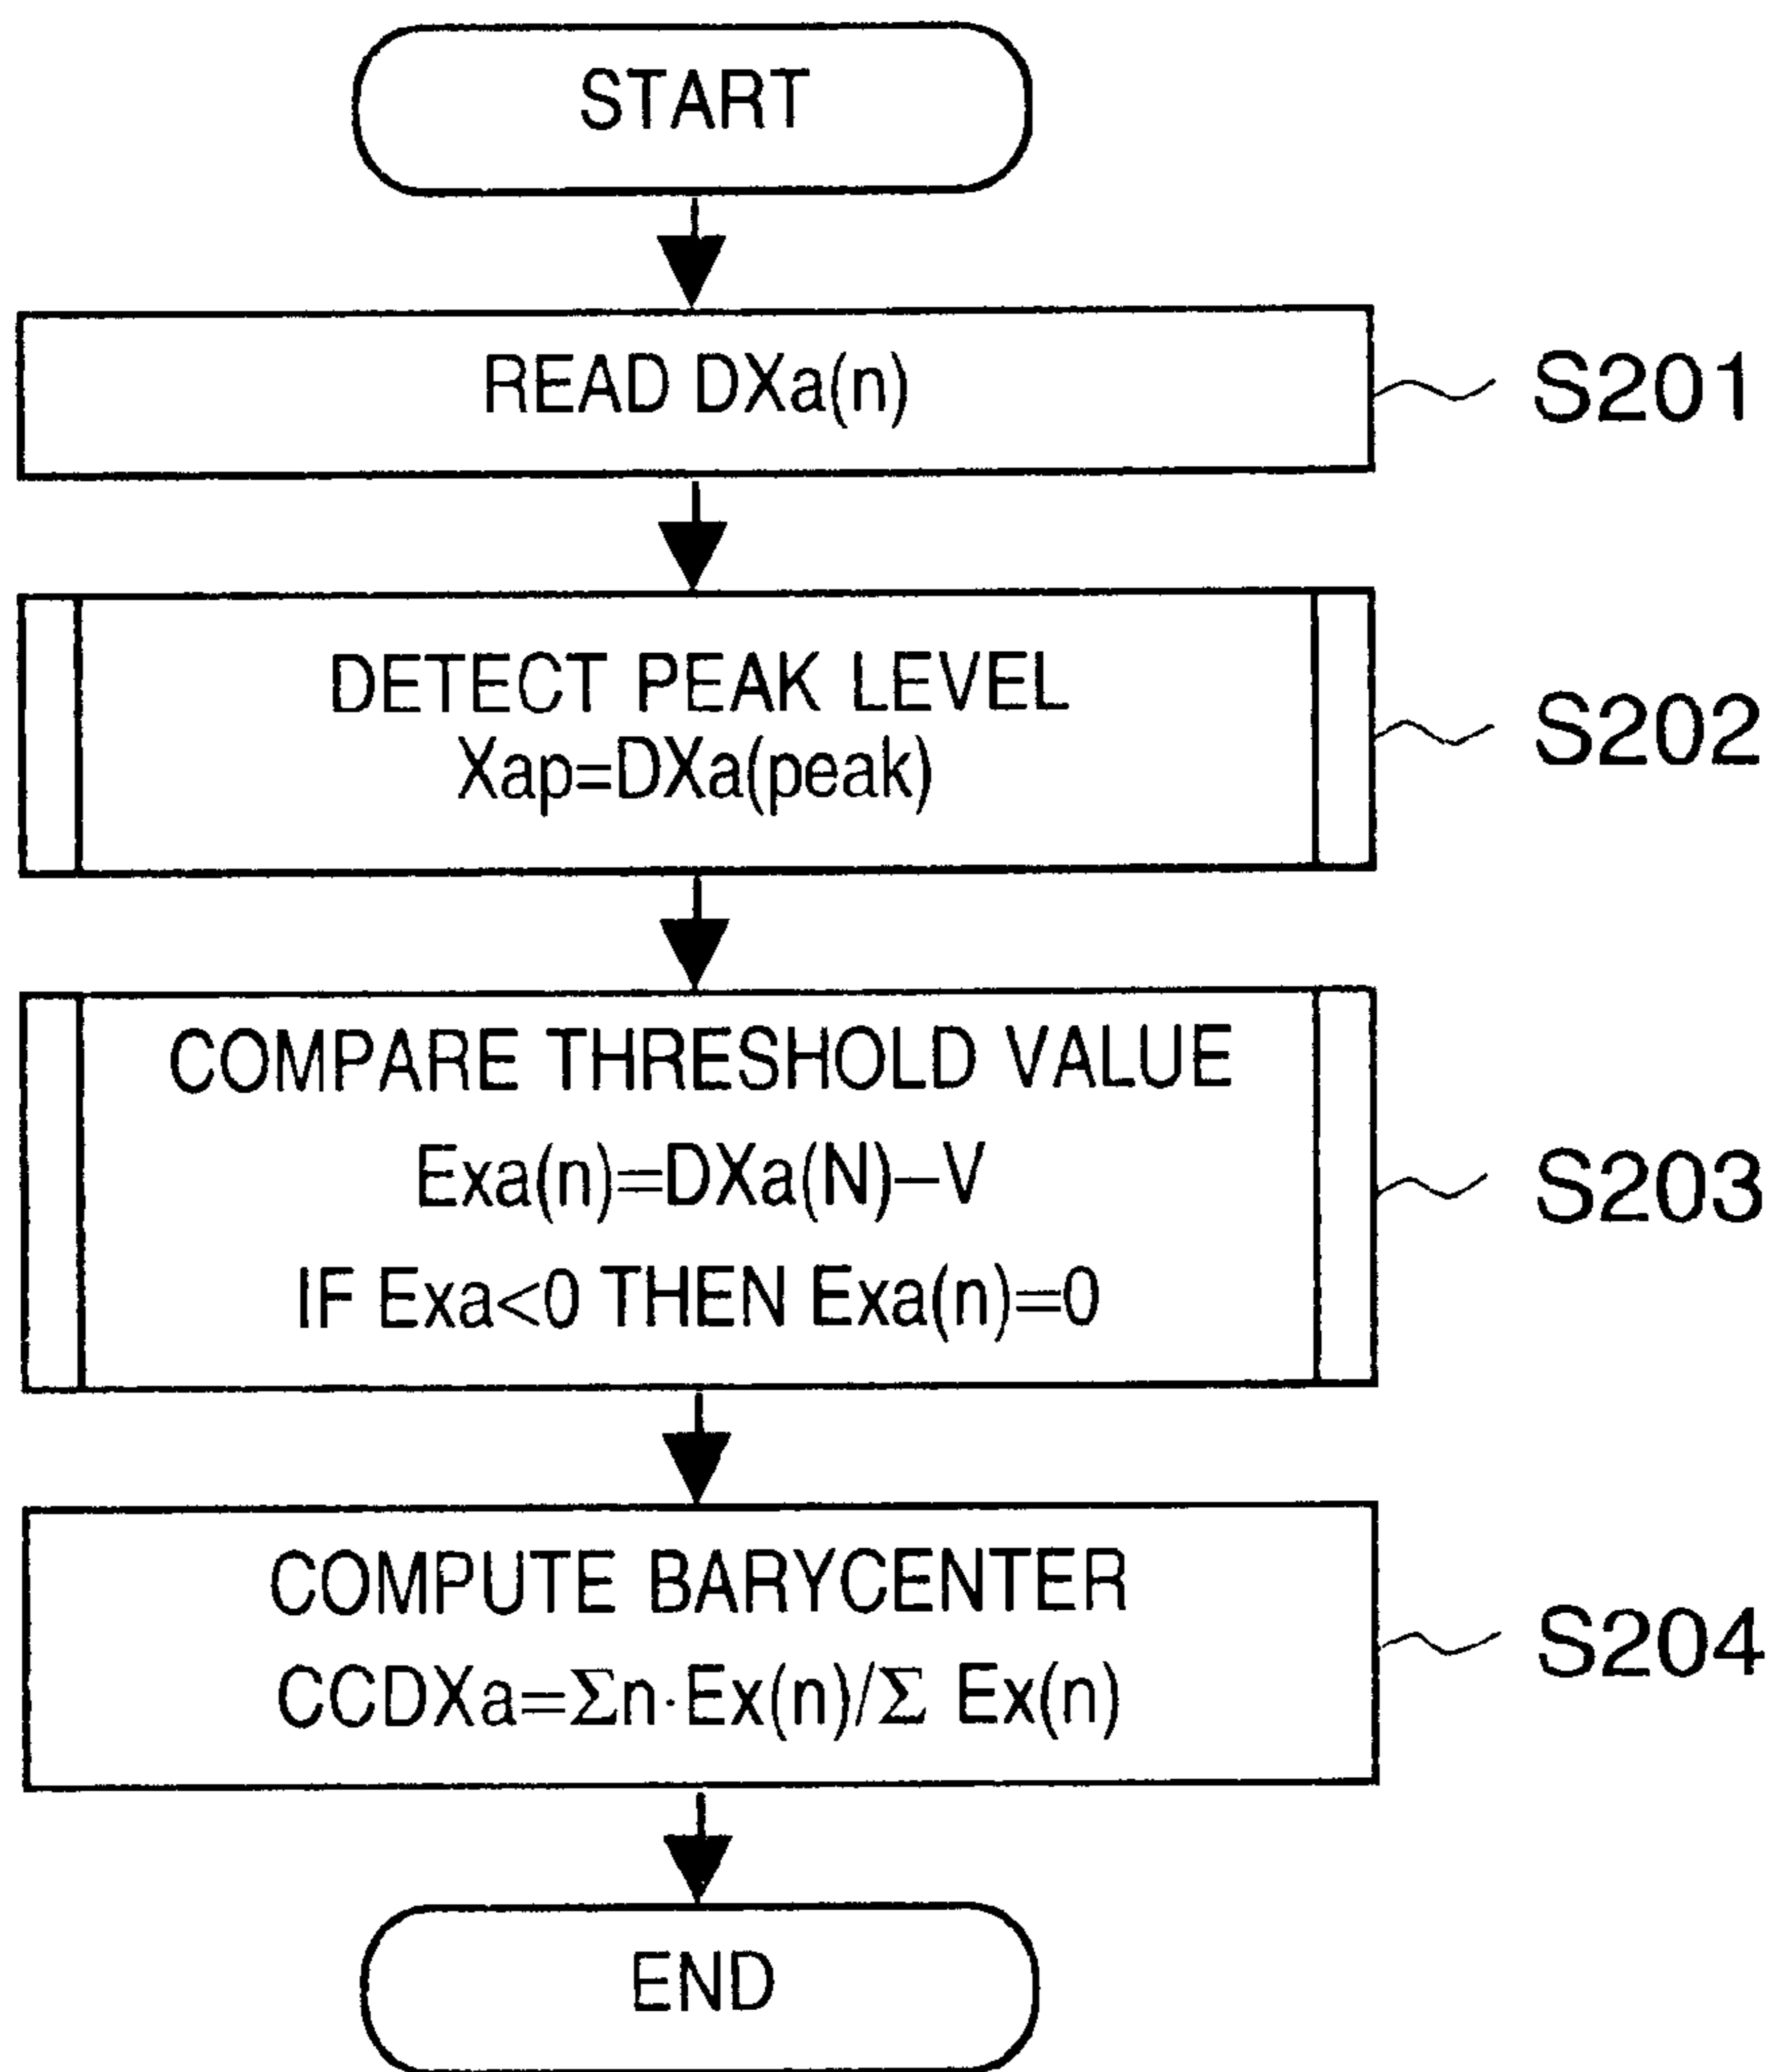 START
READ DXa(n)
S201
DETECT PEAK LEVEL
Xap=DXa(peak)
S202
COMPARE THRESHOLD VALUE
Exa(n)=DXa(N)−V
IF Exa<0 THEN Exa(n)=0
S203
COMPUTE BARYCENTER
CCDXa=Σn·Ex(n)/Σ Ex(n)
S204
END